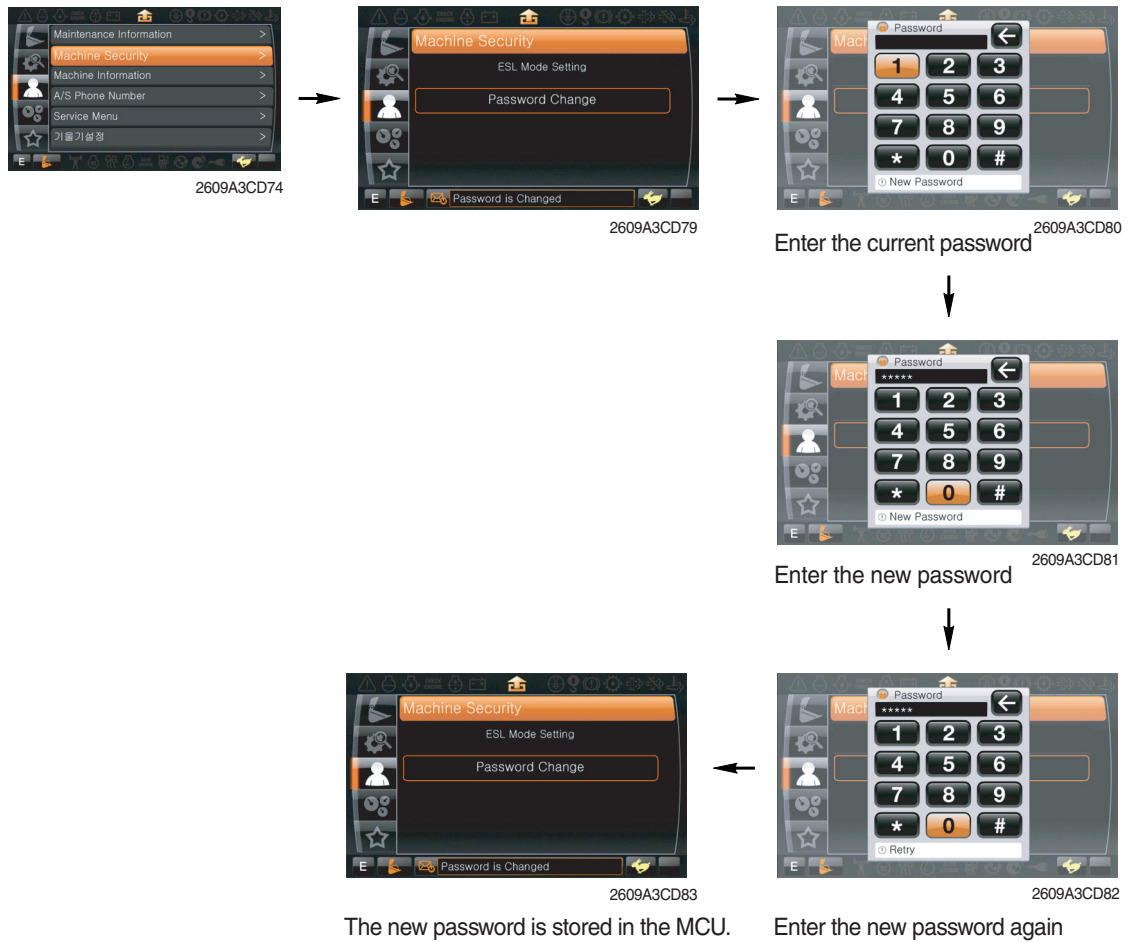 Maintenance Information >
Machine Security >
Machine Information >
A/S Phone Number >
Service Menu >
기울기설정 >
E
2609A3CD74
Machine Security
ESL Mode Setting
Password Change
E Password is Changed
2609A3CD79
Password
Mach
1 2 3
4 5 6
7 8 9
* 0 #
New Password
E
2609A3CD80
Enter the current password
Password
Mach
*****
1 2 3
4 5 6
7 8 9
* 0 #
New Password
E
2609A3CD81
Enter the new password
Password
Mach
*****
1 2 3
4 5 6
7 8 9
* 0 #
Retry
E
2609A3CD82
Enter the new password again
Machine Security
ESL Mode Setting
Password Change
E Password is Changed
2609A3CD83
The new password is stored in the MCU.